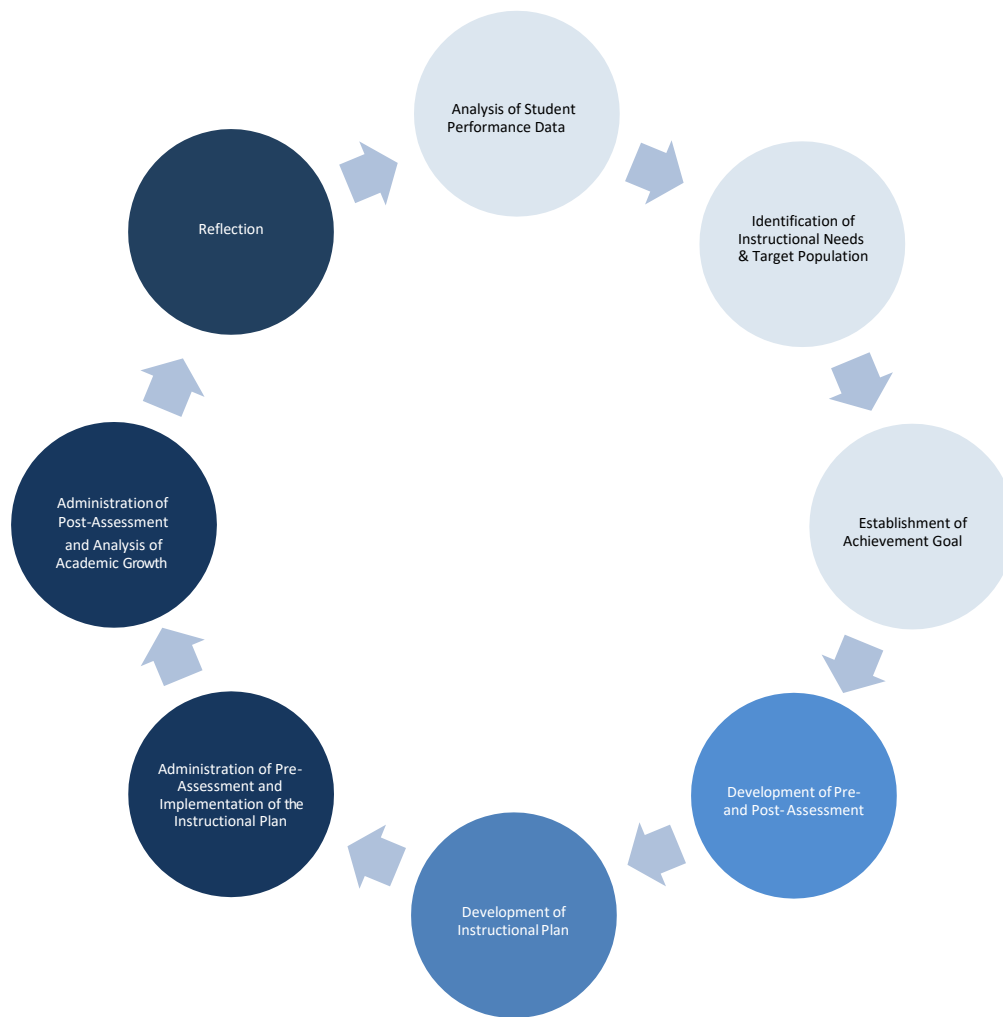 Analysis of Student
Performance Data
Identification of
Instructional Needs
& Target Population
Establishment of
Achievement Goal
Development of Pre-
and Post- Assessment
Development of
Instructional Plan
Administration of Pre-
Assessment and
Implementation of the
Instructional Plan
Administration of
Post-Assessment
and Analysis of
Academic Growth
Reflection